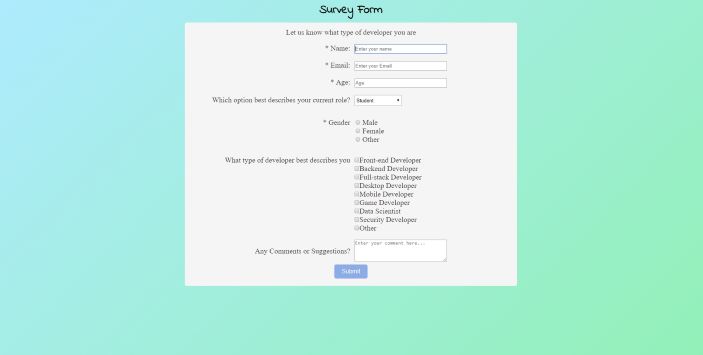 Survey Form
Let us know what type of developer you are
* Name: Enter your name
* Email: Enter your Email
* Age: Age
Which option best describes your current role? Student
* Gender Male
Female
Other
What type of developer best describes you Front-end Developer
Backend Developer
Full-stack Developer
Desktop Developer
Mobile Developer
Game Developer
Data Scientist
Security Developer
Other
Any Comments or Suggestions? Enter your comment here...
Submit